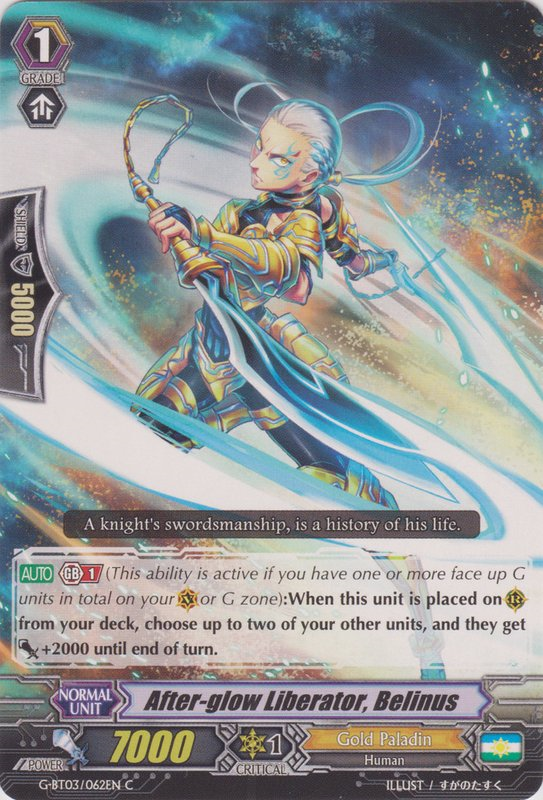 1
GRADE
SHIELD
5000
A knight's swordsmanship, is a history of his life.
AUTO GB 1 (This ability is active if you have one or more face up G
units in total on your V or G zone):When this unit is placed on R
from your deck, choose up to two of your other units, and they get
+2000 until end of turn.
NORMAL
UNIT
After-glow Liberator, Belinus
POWER
7000
1
CRITICAL
Gold Paladin
Human
G-BT03/062EN C
ILLUST / すがのたすく